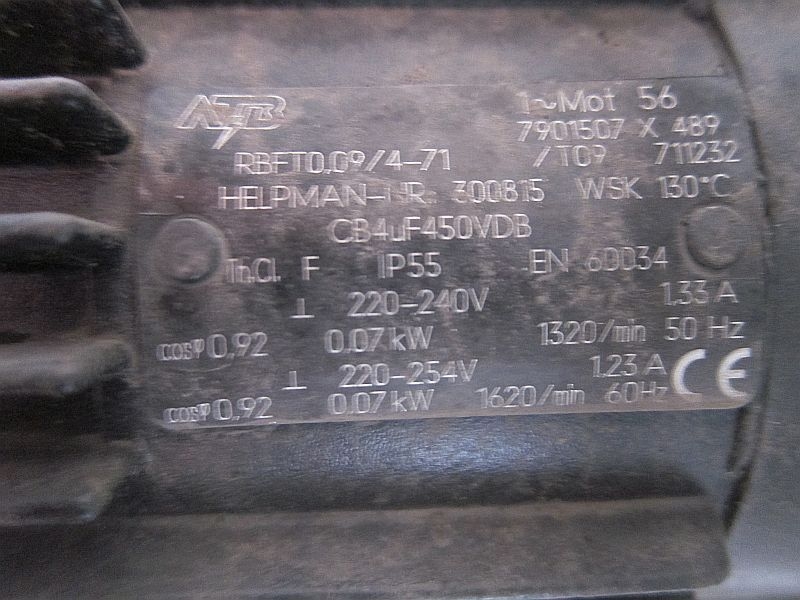 ATB 1~Mot 56
7901507 X 489
RBFT0,09/4-71 /T09 711232
HELPMAN-NR. 300815 WSK 130°C
CB4uF450VDB
Th.Cl. F IP55 EN 60034
⊥ 220-240V 1.33 A
cosφ 0,92 0.07 kW 1320/min 50 Hz
⊥ 220-254V 1.23 A
cosφ 0,92 0.07 kW 1620/min 60Hz CE